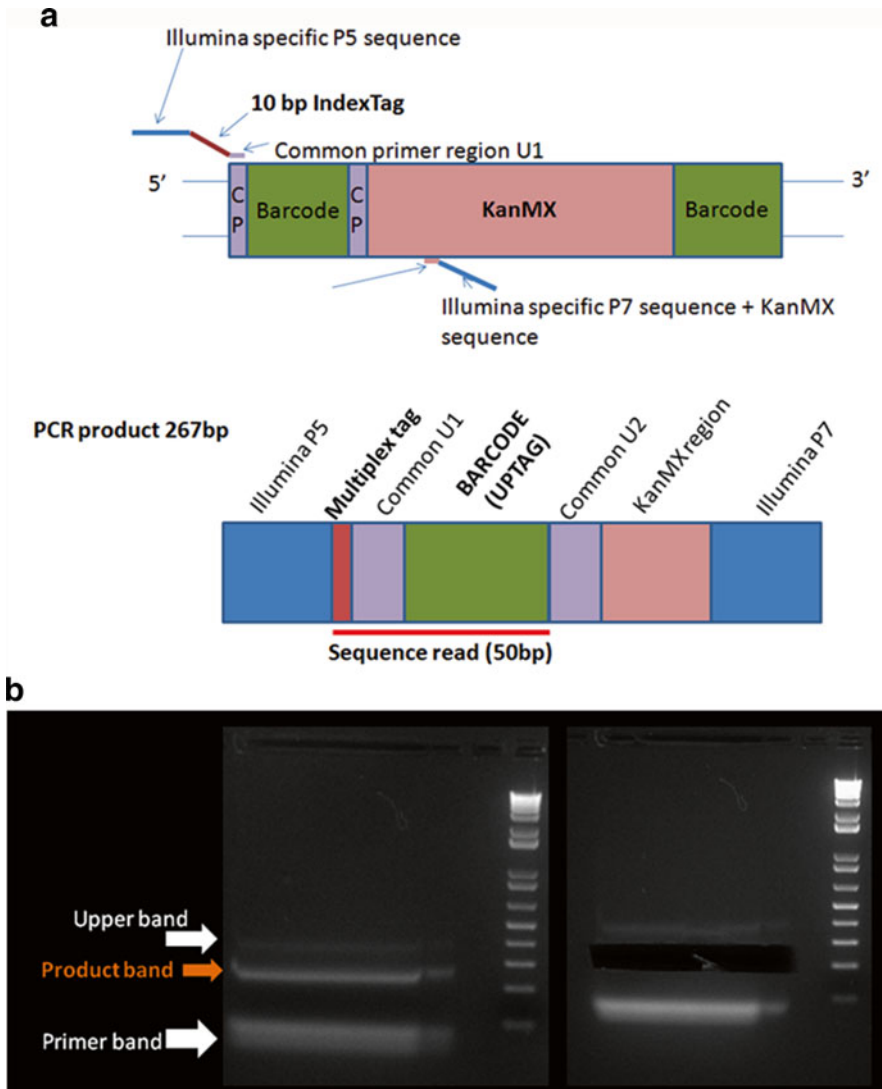 a
Illumina specific P5 sequence
10 bp IndexTag
Common primer region U1
5’
3’
CP
Barcode
CP
KanMX
Barcode
Illumina specific P7 sequence + KanMX
sequence
PCR product 267bp
Illumina P5
Multiplex tag
Common U1
BARCODE
(UPTAG)
Common U2
KanMX region
Illumina P7
Sequence read (50bp)
b
Upper band
Product band
Primer band